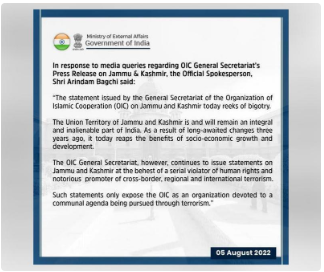 Ministry of External Affairs
Government of India
In response to media queries regarding OIC General Secretariat's
Press Release on Jammu & Kashmir, the Official Spokesperson,
Shri Arindam Bagchi said:
"The statement issued by the General Secretariat of the Organization of
Islamic Cooperation (OIC) on Jammu and Kashmir today reeks of bigotry.
The Union Territory of Jammu and Kashmir is and will remain an integral
and inalienable part of India. As a result of long-awaited changes three
years ago, it today reaps the benefits of socio-economic growth and
development.
The OIC General Secretariat, however, continues to issue statements on
Jammu and Kashmir at the behest of a serial violator of human rights and
notorious promoter of cross-border, regional and international terrorism.
Such statements only expose the OIC as an organization devoted to a
communal agenda being pursued through terrorism."
05 August 2022